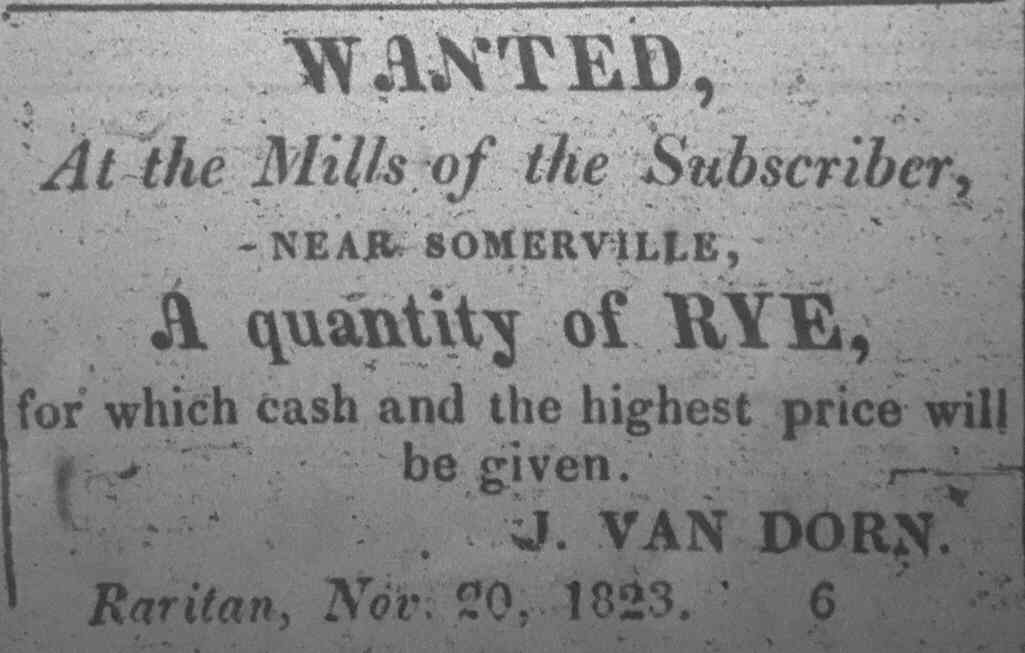 WANTED,
At the Mills of the Subscriber,
- NEAR SOMERVILLE,
A quantity of RYE,
for which cash and the highest price will
be given.
J. VAN DORN.
Raritan, Nov. 20, 1823. 6